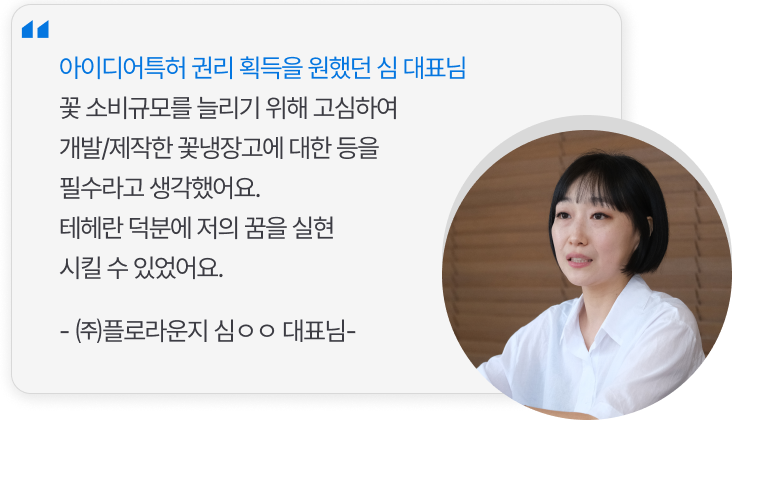 아이디어특허 권리 획득을 원했던 심 대표님
꽃 소비규모를 늘리기 위해 고심하여
개발/제작한 꽃냉장고에 대한 등을
필수라고 생각했어요.
테헤란 덕분에 저의 꿈을 실현
시킬 수 있었어요.
- ㈜플로라운지 심ㅇㅇ 대표님-